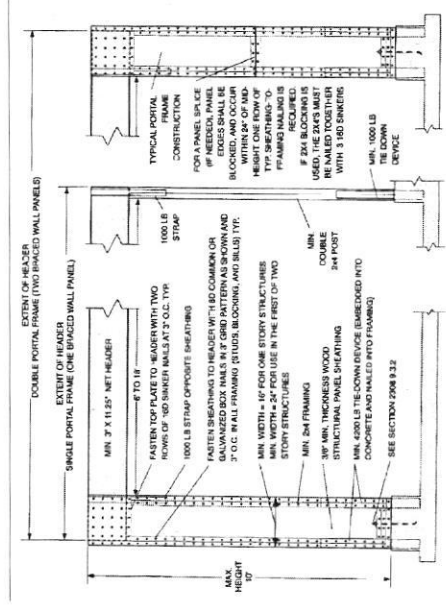 EXTENT OF HEADER
DOUBLE PORTAL FRAME (TWO BRACED WALL PANELS)
EXTENT OF HEADER
SINGLE PORTAL FRAME (ONE BRACED WALL PANEL)
MIN. 3" X 11.25" NET HEADER
6' TO 18'
FASTEN TOP PLATE TO HEADER WITH TWO
ROWS OF 16D SINKER NAILS AT 3" O.C. TYP.
1000 LB STRAP OPPOSITE SHEATHING
FASTEN SHEATHING TO HEADER WITH 8D COMMON OR
GALVANIZED BOX NAILS IN 3" GRID PATTERN AS SHOWN AND
3" O.C. IN ALL FRAMING (STUDS, BLOCKING, AND SILLS) TYP.
MIN. WIDTH = 16" FOR ONE STORY STRUCTURES
MIN. WIDTH = 24" FOR USE IN THE FIRST OF TWO
STORY STRUCTURES
MIN. 2x4 FRAMING
3/8" MIN. THICKNESS WOOD
STRUCTURAL PANEL SHEATHING
MIN. 4200 LB TIE-DOWN DEVICE (EMBEDDED INTO
CONCRETE AND NAILED INTO FRAMING)
SEE SECTION 2308.9.3.2
MAX.
HEIGHT
10'
1000 LB
STRAP
MIN.
DOUBLE
2x4 POST
TYPICAL PORTAL
FRAME
CONSTRUCTION
FOR A PANEL SPLICE
(IF NEEDED), PANEL
EDGES SHALL BE
BLOCKED, AND OCCUR
WITHIN 24" OF MID-
HEIGHT. ONE ROW OF
TYP. SHEATHING-TO-
FRAMING NAILING IS
REQUIRED.
IF 2X4 BLOCKING IS
USED, THE 2X4'S MUST
BE NAILED TOGETHER
WITH 3 16D SINKERS
MIN. 1000 LB
TIE DOWN
DEVICE